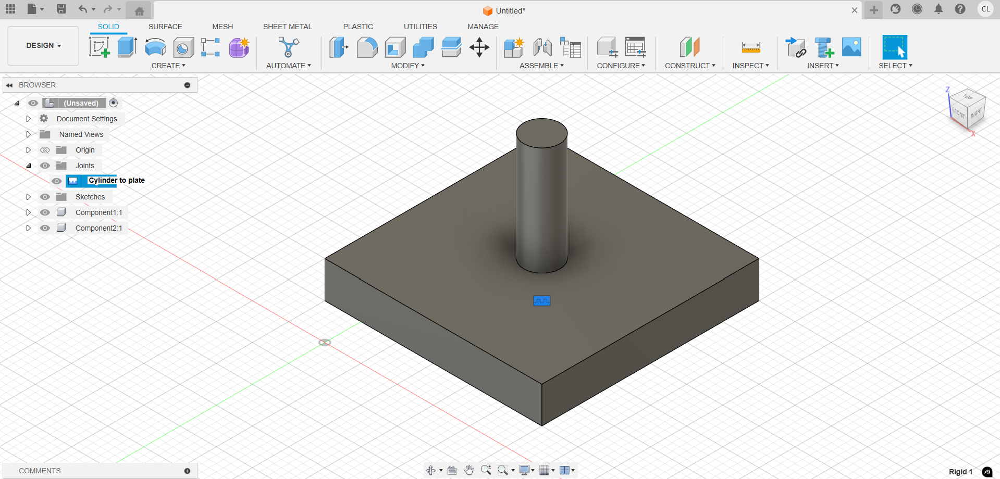 Untitled*
CL
DESIGN
SOLID
SURFACE
MESH
SHEET METAL
PLASTIC
UTILITIES
MANAGE
CREATE
AUTOMATE
MODIFY
ASSEMBLE
CONFIGURE
CONSTRUCT
INSPECT
INSERT
SELECT
BROWSER
(Unsaved)
Document Settings
Named Views
Origin
Joints
Cylinder to plate
Sketches
Component1:1
Component2:1
Z
TOP
FRONT
RIGHT
X
COMMENTS
Rigid 1